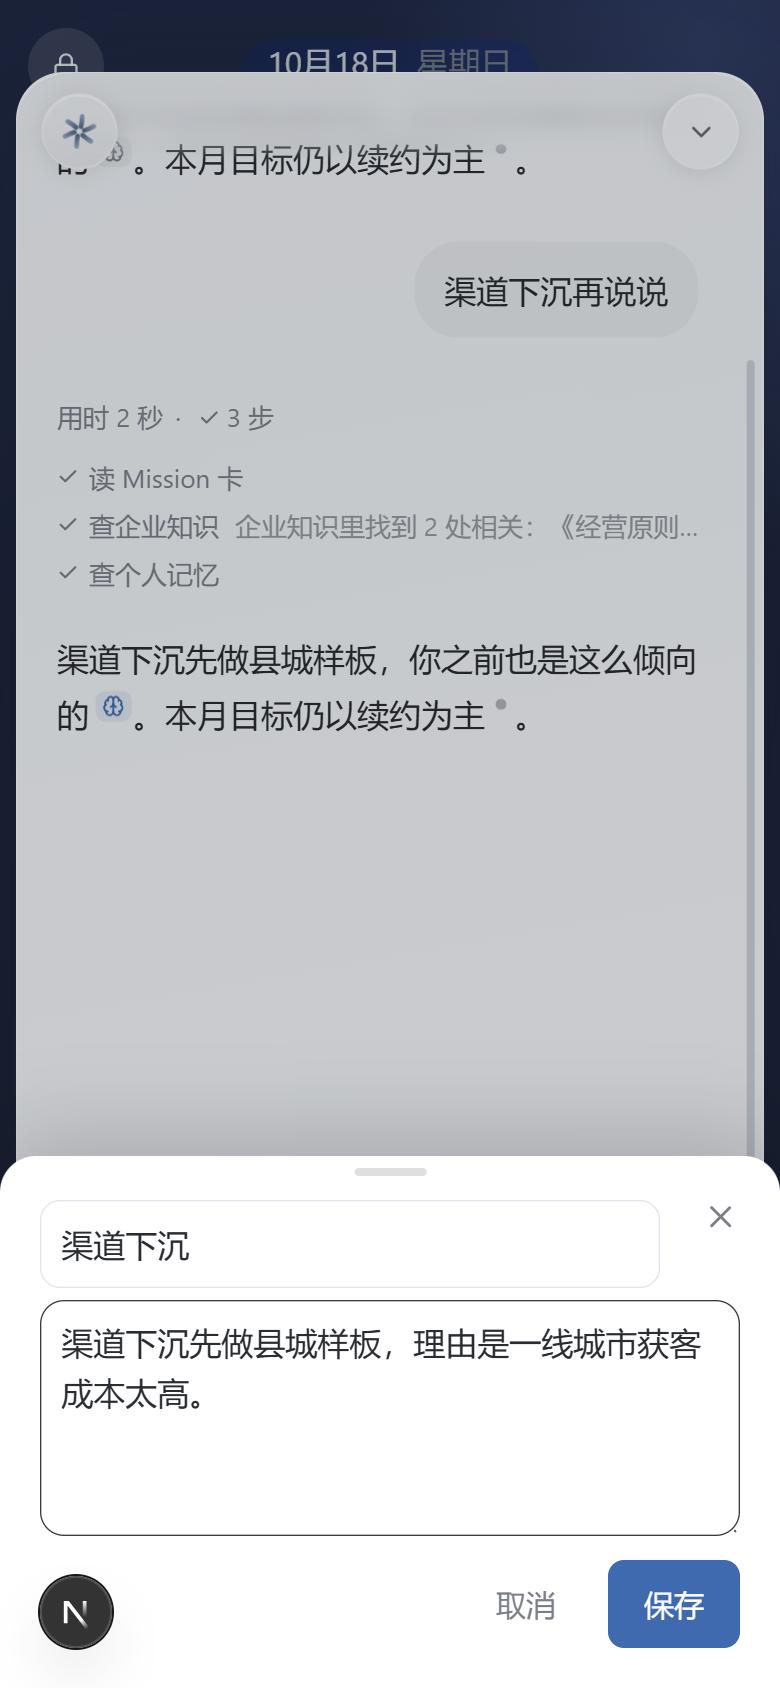 10月18日 星期日
的。本月目标仍以续约为主。
渠道下沉再说说
用时 2 秒 · 3 步
读 Mission 卡
查企业知识 企业知识里找到 2 处相关：《经营原则...
查个人记忆
渠道下沉先做县城样板，你之前也是这么倾向
的。本月目标仍以续约为主。
渠道下沉
渠道下沉先做县城样板，理由是一线城市获客
成本太高。
N
取消 保存